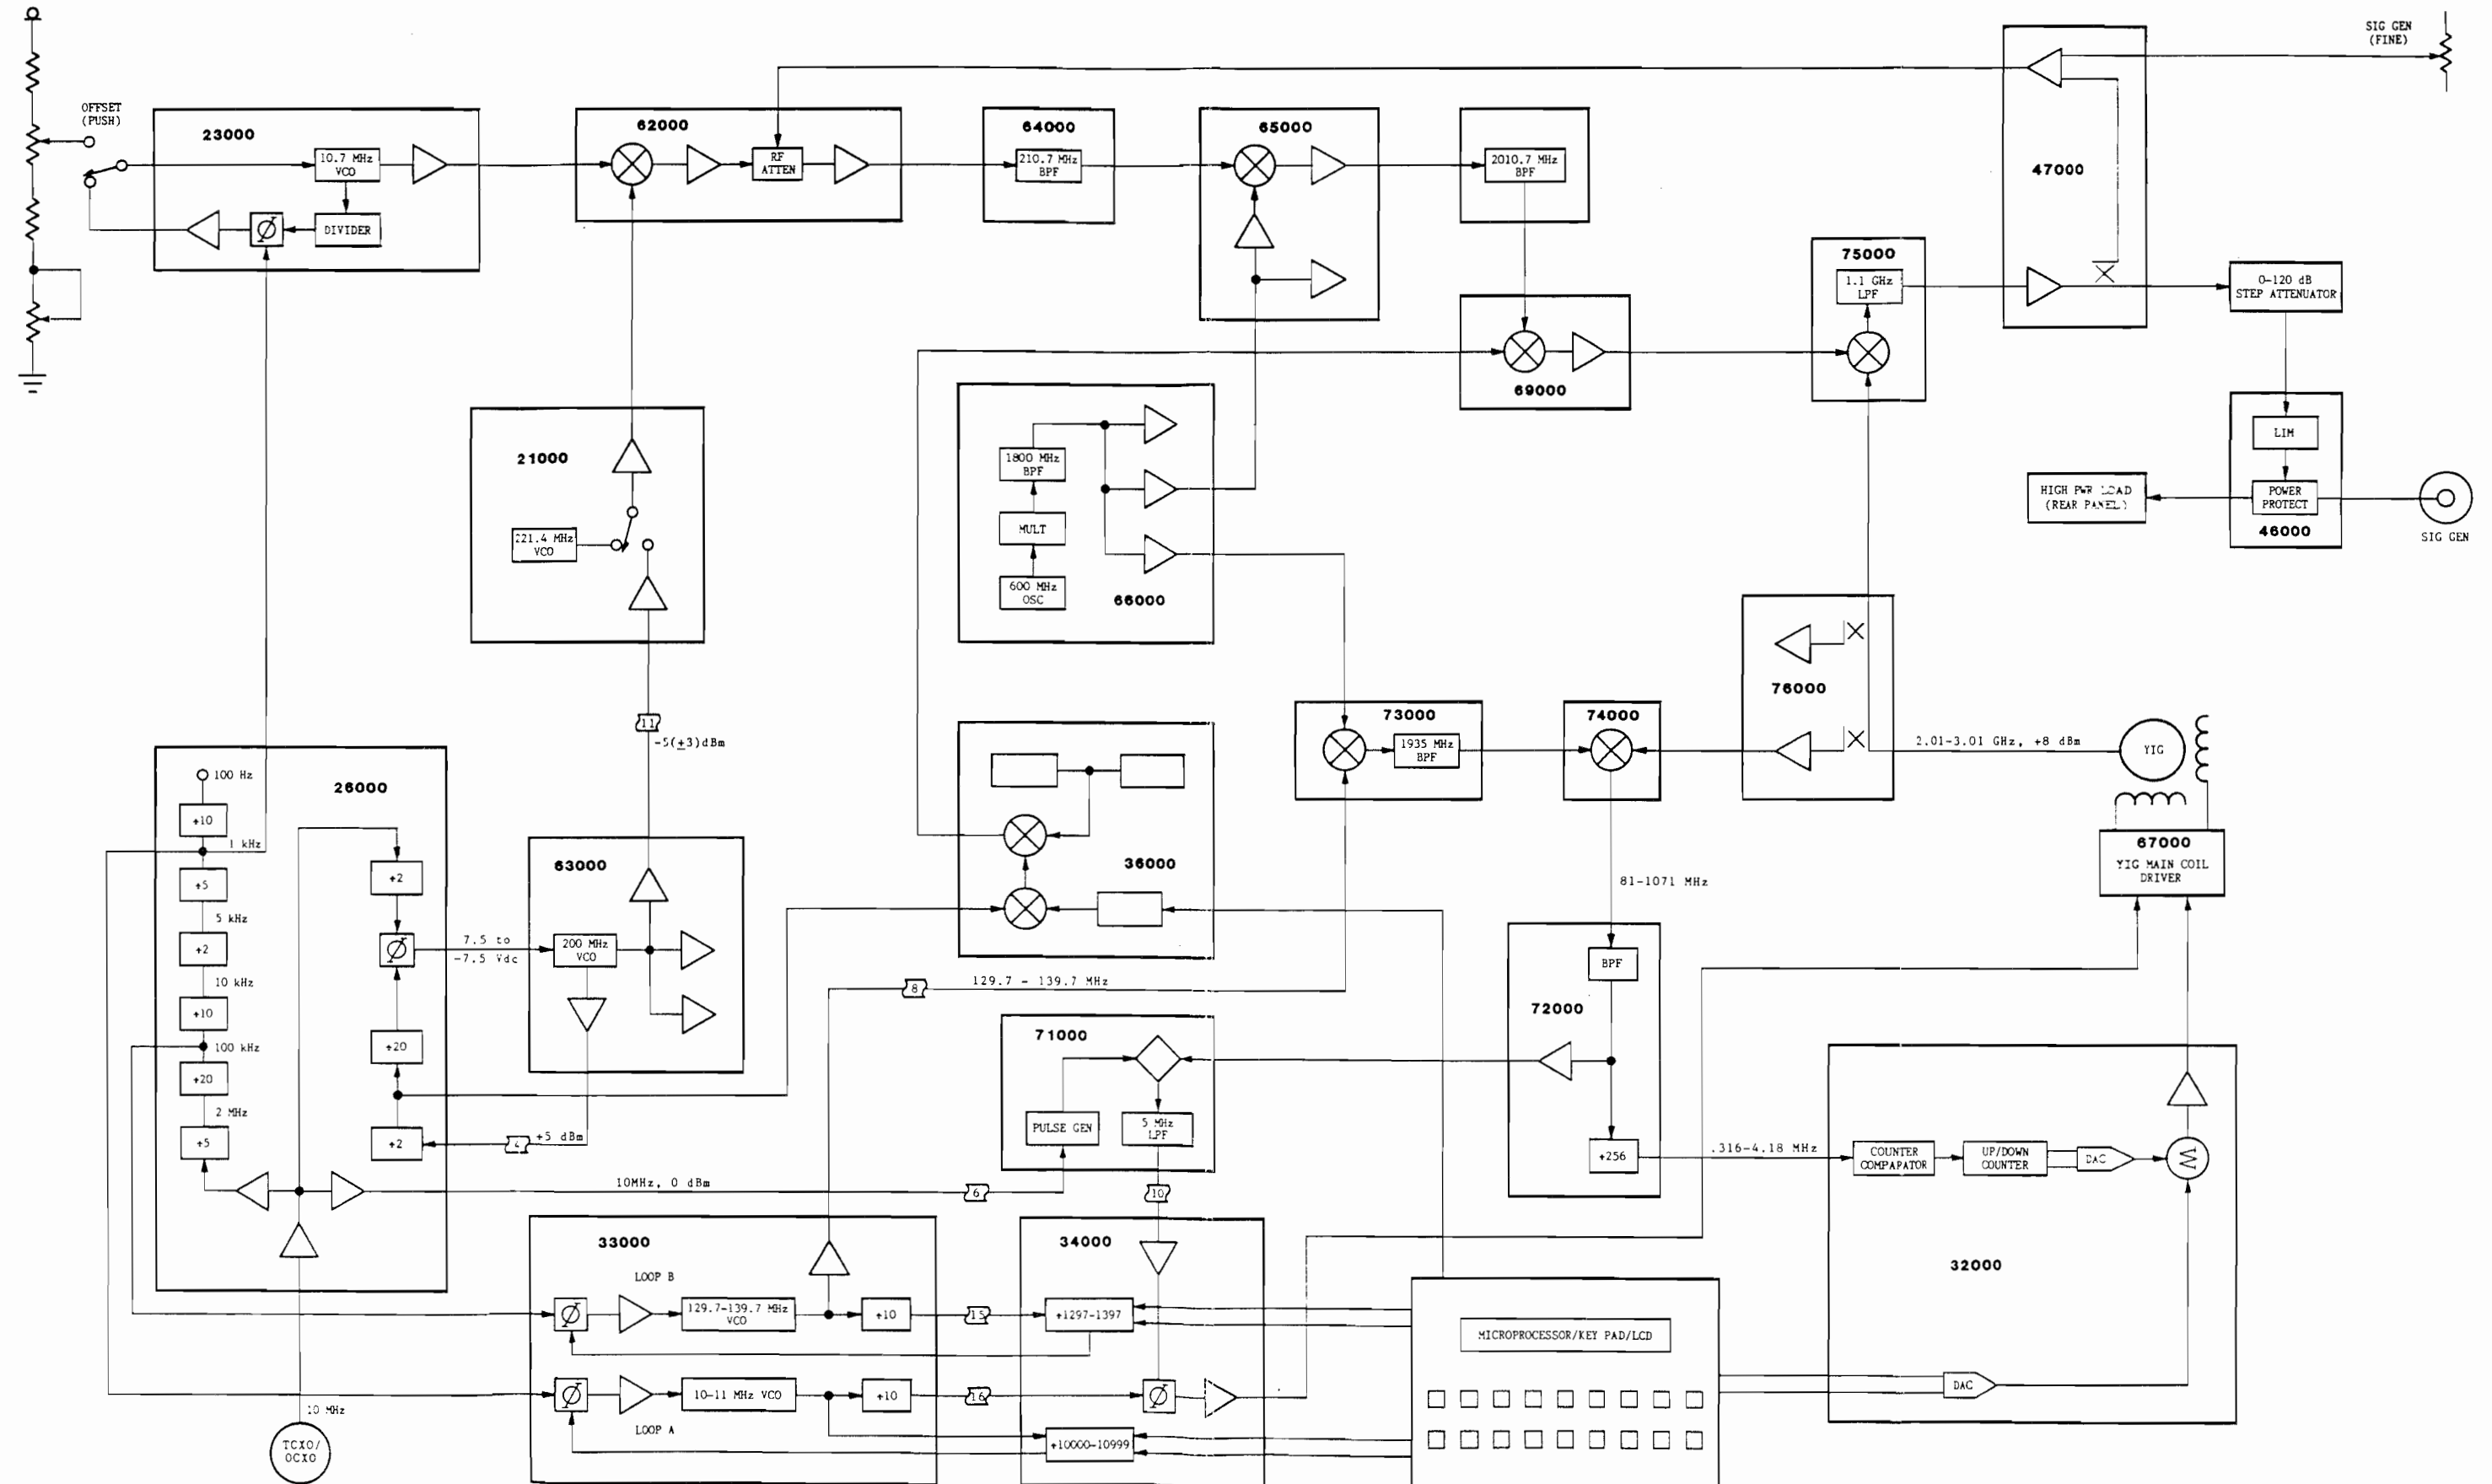 SIG GEN
(FINE)
OFFSET
(PUSH)
23000
10.7 MHz
VCO
DIVIDER
62000
RF
ATTEN
64000
210.7 MHz
BPF
65000
2010.7 MHz
BPF
47000
75000
1.1 GHz
LPF
0-120 dB
STEP ATTENUATOR
69000
LIM
POWER
PROTECT
46000
HIGH PWR LOAD
(REAR PANEL)
SIG GEN
21000
221.4 MHz
VCO
1800 MHz
BPF
MULT
600 MHz
OSC
66000
76000
11
-5(±3)dBm
73000
1935 MHz
BPF
74000
2.01-3.01 GHz, +8 dBm
YIG
67000
YIG MAIN COIL
DRIVER
26000
100 Hz
÷10
1 kHz
÷5
5 kHz
÷2
10 kHz
÷10
100 kHz
÷20
2 MHz
÷5
÷2
÷20
÷2
7.5 to
-7.5 Vdc
63000
200 MHz
VCO
4
+5 dBm
36000
81-1071 MHz
8
129.7 - 139.7 MHz
72000
BPF
÷256
.316-4.18 MHz
71000
PULSE GEN
5 MHz
LPF
10MHz, 0 dBm
6
10
COUNTER
COMPARATOR
UP/DOWN
COUNTER
DAC
32000
DAC
33000
LOOP B
129.7-139.7 MHz
VCO
÷10
15
LOOP A
10-11 MHz VCO
÷10
16
34000
÷1297-1397
÷10000-10999
MICROPROCESSOR/KEY PAD/LCD
10 MHz
TCXO/
OCXO